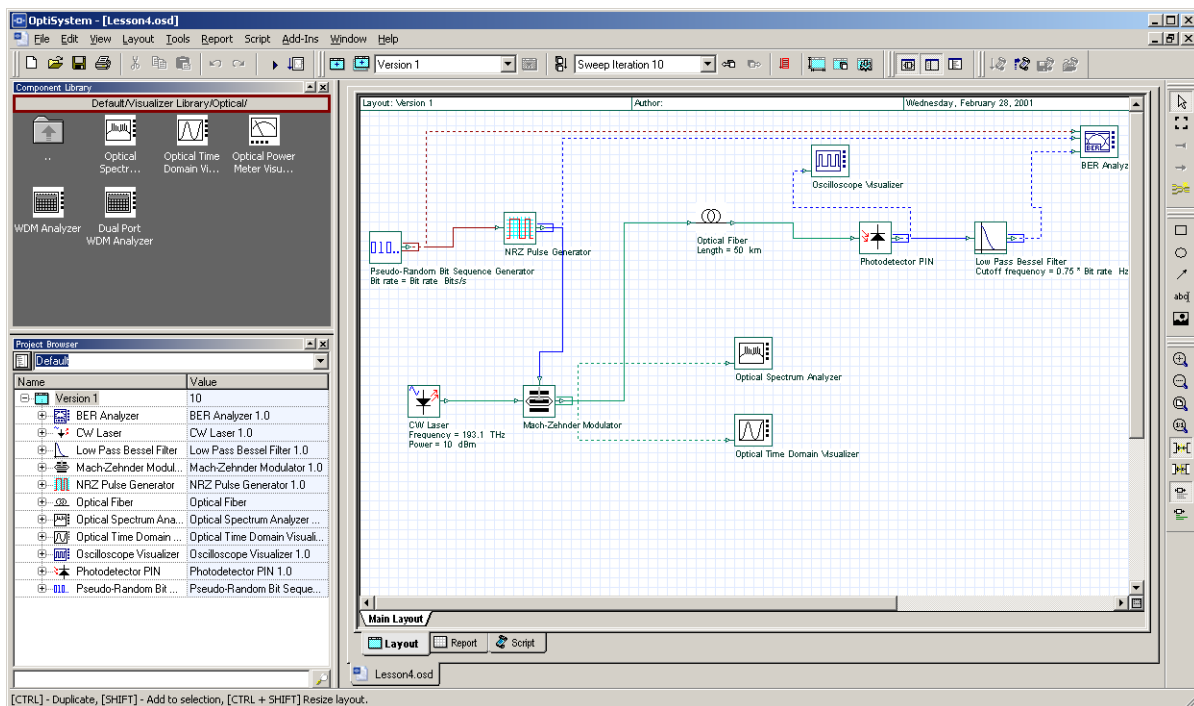 OptiSystem - [Lesson4.osd]
File Edit View Layout Tools Report Script Add-Ins Window Help
Version 1
Sweep Iteration 10
Component Library
Default/Visualizer Library/Optical/
..
Optical Spectr...
Optical Time Domain Vi...
Optical Power Meter Visu...
WDM Analyzer
Dual Port WDM Analyzer
Project Browser
Default
Name Value
Version 1 10
BER Analyzer BER Analyzer 1.0
CW Laser CW Laser 1.0
Low Pass Bessel Filter Low Pass Bessel Filter 1.0
Mach-Zehnder Modul... Mach-Zehnder Modulator 1.0
NRZ Pulse Generator NRZ Pulse Generator 1.0
Optical Fiber Optical Fiber
Optical Spectrum Ana... Optical Spectrum Analyzer ...
Optical Time Domain ... Optical Time Domain Visuali...
Oscilloscope Visualizer Oscilloscope Visualizer 1.0
Photodetector PIN Photodetector PIN 1.0
Pseudo-Random Bit ... Pseudo-Random Bit Seque...
Layout: Version 1 Author: Wednesday, February 28, 2001
BER
BER Analyz
Oscilloscope Visualizer
010..
NRZ Pulse Generator
Pseudo-Random Bit Sequence Generator
Bit rate = Bit rate Bits/s
Optical Fiber
Length = 50 km
Photodetector PIN
Low Pass Bessel Filter
Cutoff frequency = 0.75 * Bit rate Hz
Optical Spectrum Analyzer
CW Laser
Frequency = 193.1 THz
Power = 10 dBm
Mach-Zehnder Modulator
Optical Time Domain Visualizer
Main Layout
Layout Report Script
Lesson4.osd
[CTRL] - Duplicate, [SHIFT] - Add to selection, [CTRL + SHIFT] Resize layout.